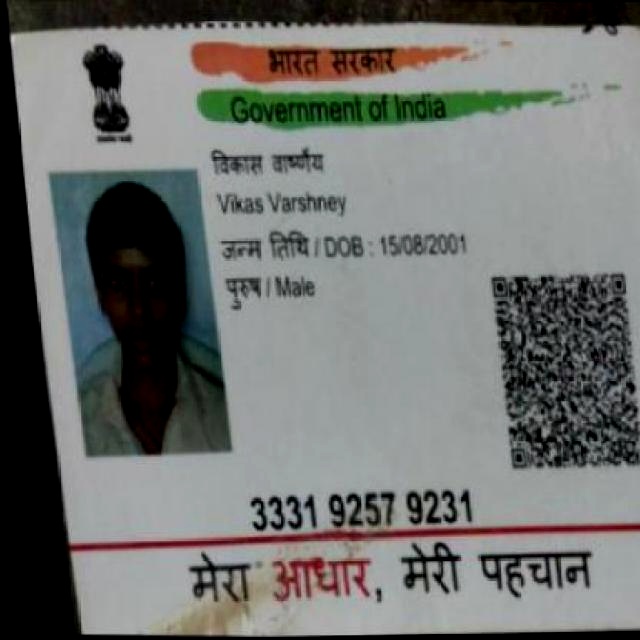 भारत सरकार
Government of India
विकास वार्ष्णेय
Vikas Varshney
जन्म तिथि / DOB : 15/08/2001
पुरुष / Male
3331 9257 9231
मेरा आधार, मेरी पहचान